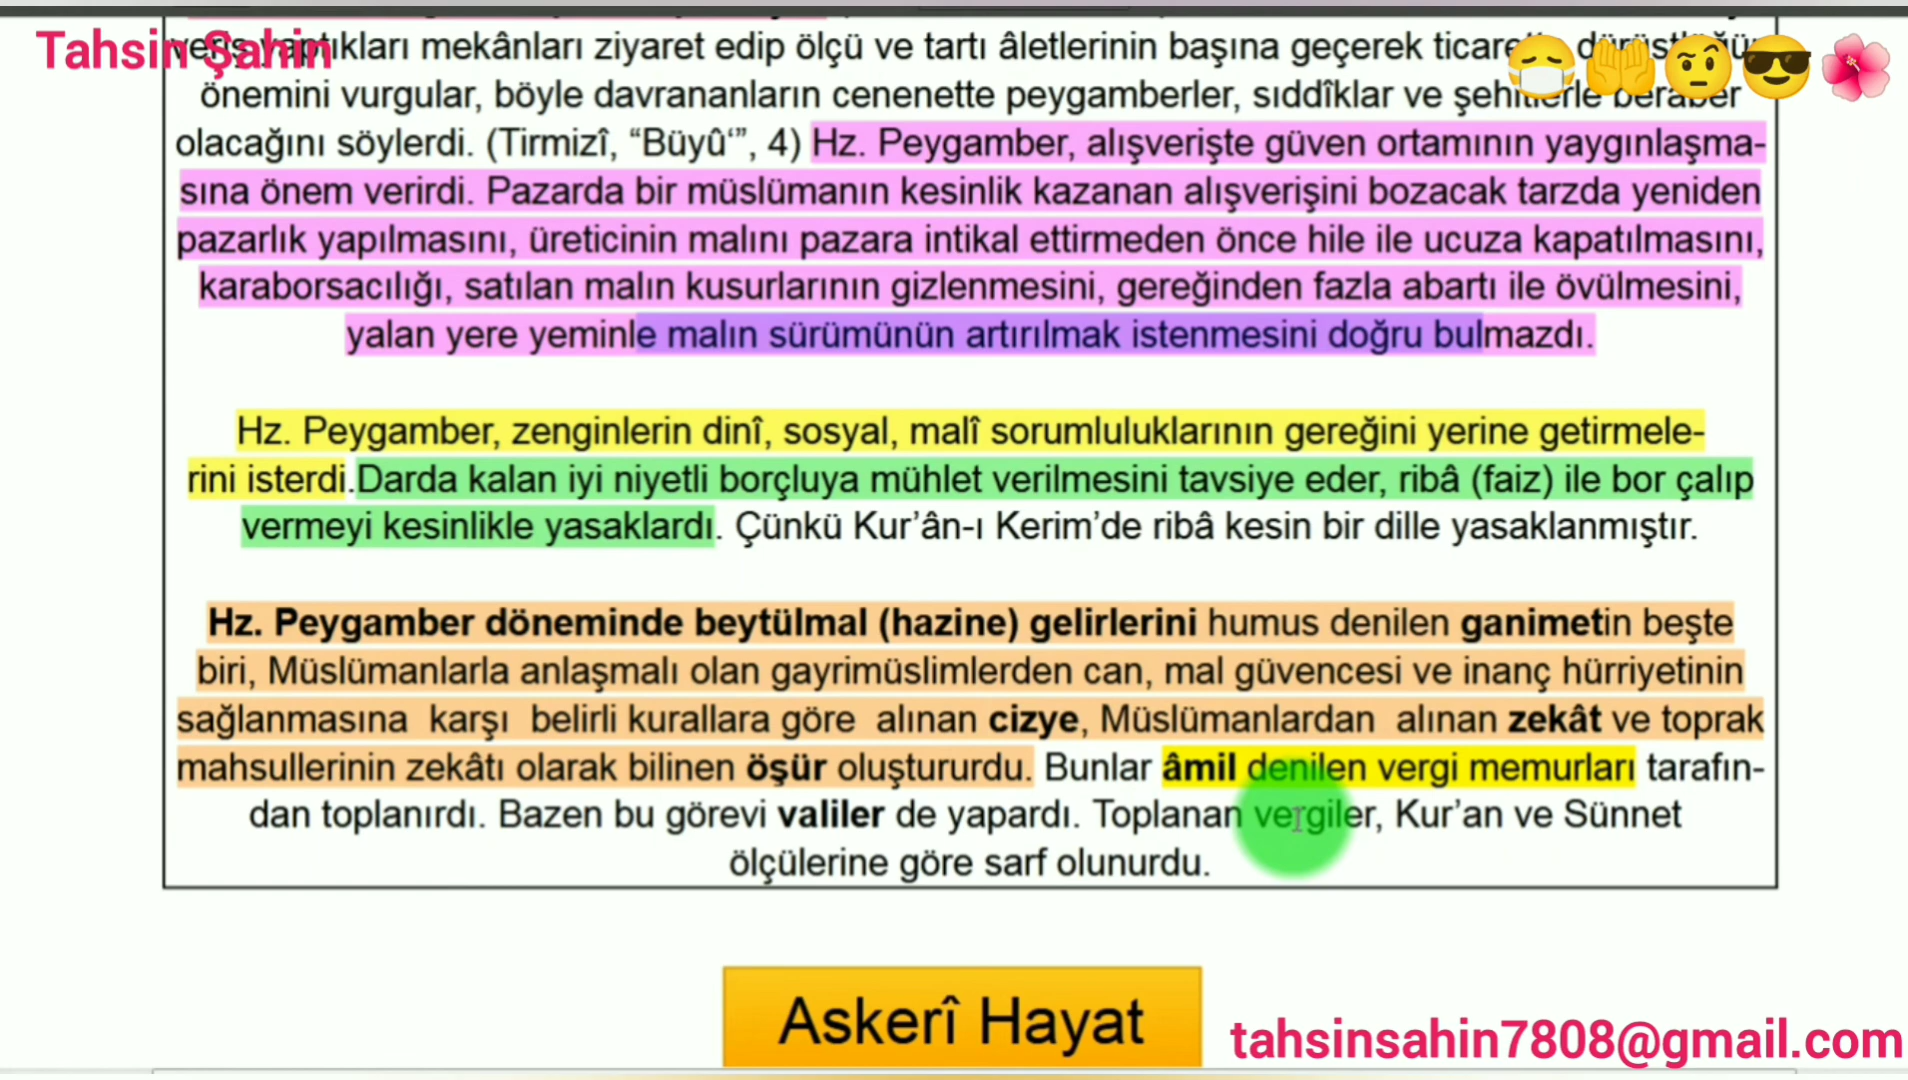 Tahsin Şahin
veriş yaptıkları mekânları ziyaret edip ölçü ve tartı âletlerinin başına geçerek ticarette dürüstlüğün
önemini vurgular, böyle davrananların cenenette peygamberler, sıddîklar ve şehitlerle beraber
olacağını söylerdi. (Tirmizî, “Büyû‘”, 4) Hz. Peygamber, alışverişte güven ortamının yaygınlaşma-
sına önem verirdi. Pazarda bir müslümanın kesinlik kazanan alışverişini bozacak tarzda yeniden
pazarlık yapılmasını, üreticinin malını pazara intikal ettirmeden önce hile ile ucuza kapatılmasını,
karaborsacılığı, satılan malın kusurlarının gizlenmesini, gereğinden fazla abartı ile övülmesini,
yalan yere yeminle malın sürümünün artırılmak istenmesini doğru bulmazdı.
Hz. Peygamber, zenginlerin dinî, sosyal, malî sorumluluklarının gereğini yerine getirmele-
rini isterdi.Darda kalan iyi niyetli borçluya mühlet verilmesini tavsiye eder, ribâ (faiz) ile bor çalıp
vermeyi kesinlikle yasaklardı. Çünkü Kur’ân-ı Kerim’de ribâ kesin bir dille yasaklanmıştır.
Hz. Peygamber döneminde beytülmal (hazine) gelirlerini humus denilen ganimetin beşte
biri, Müslümanlarla anlaşmalı olan gayrimüslimlerden can, mal güvencesi ve inanç hürriyetinin
sağlanmasına karşı belirli kurallara göre alınan cizye, Müslümanlardan alınan zekât ve toprak
mahsullerinin zekâtı olarak bilinen öşür oluştururdu. Bunlar âmil denilen vergi memurları tarafın-
dan toplanırdı. Bazen bu görevi valiler de yapardı. Toplanan vergiler, Kur’an ve Sünnet
ölçülerine göre sarf olunurdu.
Askerî Hayat
tahsinsahin7808@gmail.com